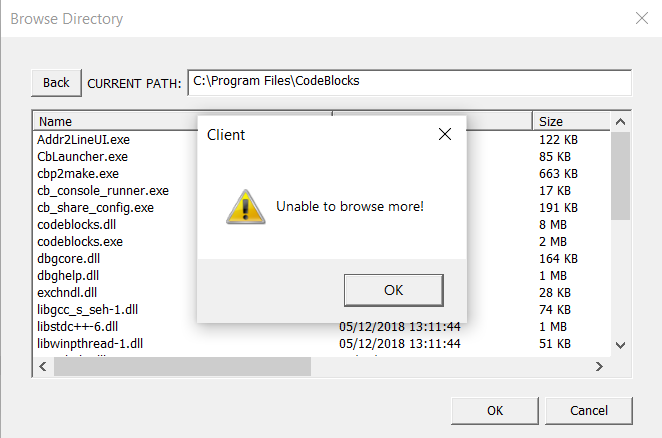 Browse Directory
Back CURRENT PATH: C:\Program Files\CodeBlocks
Name Size
Client
Addr2LineUI.exe 122 KB
CbLauncher.exe 85 KB
cbp2make.exe 663 KB
cb_console_runner.exe 17 KB
cb_share_config.exe 191 KB
Unable to browse more!
codeblocks.dll 8 MB
codeblocks.exe 2 MB
dbgcore.dll 164 KB
dbghelp.dll 1 MB
exchndl.dll 28 KB
OK
libgcc_s_seh-1.dll 74 KB
libstdc++-6.dll 05/12/2018 13:11:44 1 MB
libwinpthread-1.dll 05/12/2018 13:11:44 51 KB
OK Cancel